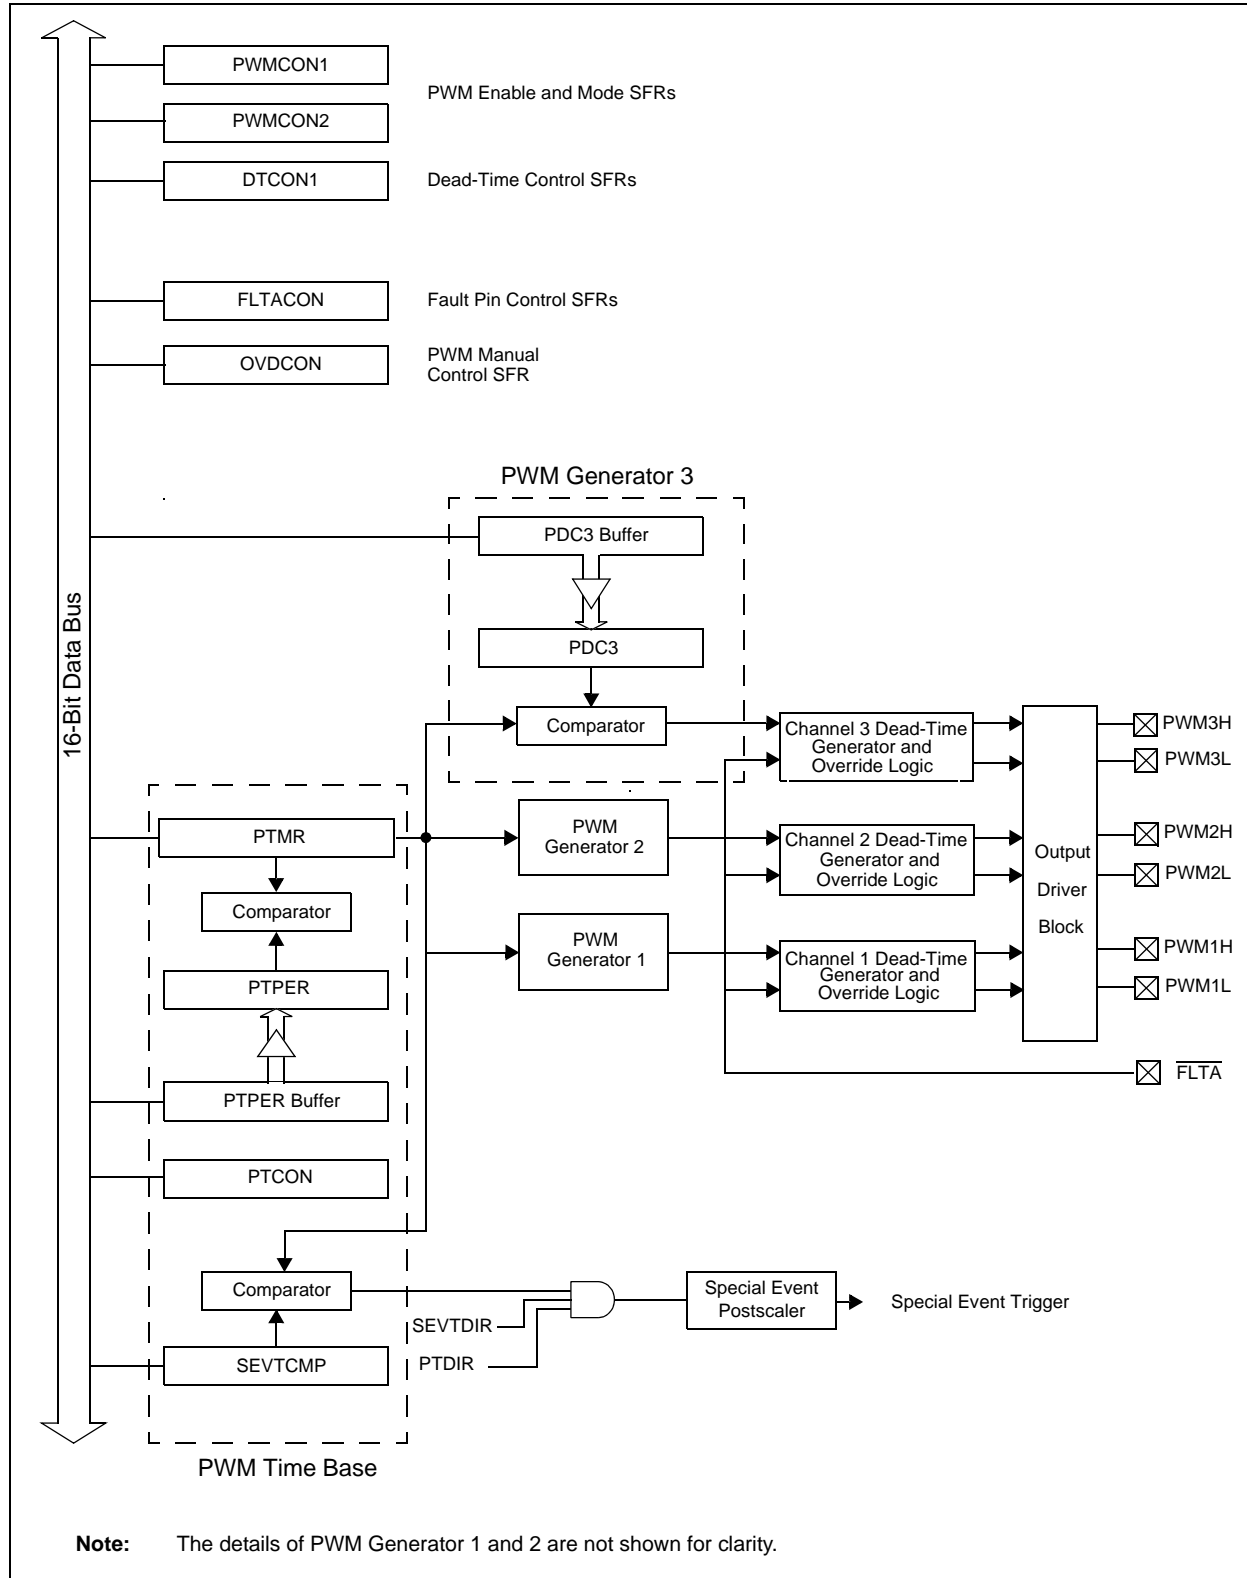 PWMCON1
PWM Enable and Mode SFRs
PWMCON2
DTCON1
Dead-Time Control SFRs
FLTACON
Fault Pin Control SFRs
OVDCON
PWM Manual
Control SFR
16-Bit Data Bus
PWM Generator 3
PDC3 Buffer
PDC3
Comparator
Channel 3 Dead-Time
Generator and
Override Logic
PWM3H
PWM3L
PTMR
Comparator
PTPER
PTPER Buffer
PTCON
Comparator
SEVTCMP
PWM Time Base
PWM
Generator 2
Channel 2 Dead-Time
Generator and
Override Logic
PWM2H
PWM2L
PWM
Generator 1
Channel 1 Dead-Time
Generator and
Override Logic
Output
Driver
Block
PWM1H
PWM1L
FLTA
SEVTDIR
PTDIR
Special Event
Postscaler
Special Event Trigger
Note: The details of PWM Generator 1 and 2 are not shown for clarity.